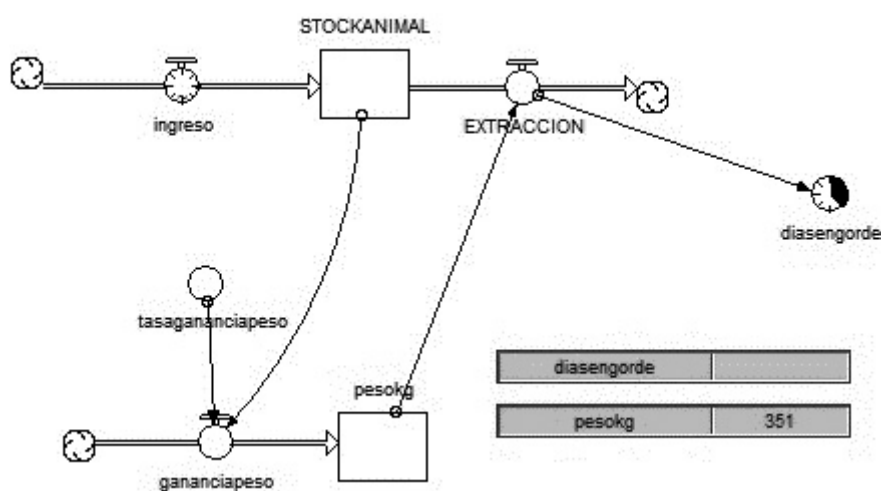 STOCKANIMAL
ingreso
EXTRACCION
diasengorde
tasagananciapeso
diasengorde
pesokg
pesokg 351
gananciapeso